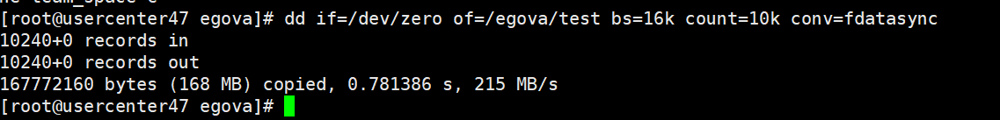 [root@usercenter47 egova]# dd if=/dev/zero of=/egova/test bs=16k count=10k conv=fdatasync
10240+0 records in
10240+0 records out
167772160 bytes (168 MB) copied, 0.781386 s, 215 MB/s
[root@usercenter47 egova]#